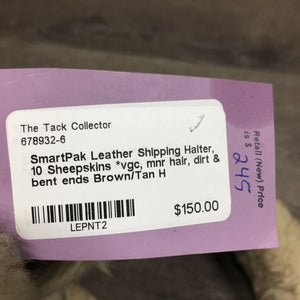 The Tack Collector
678932-6
SmartPak Leather Shipping Halter,
10 Sheepskins *vgc, mnr hair, dirt &
bent ends Brown/Tan H
$150.00
LEPNT2
Retail (New) Price
is $ 245